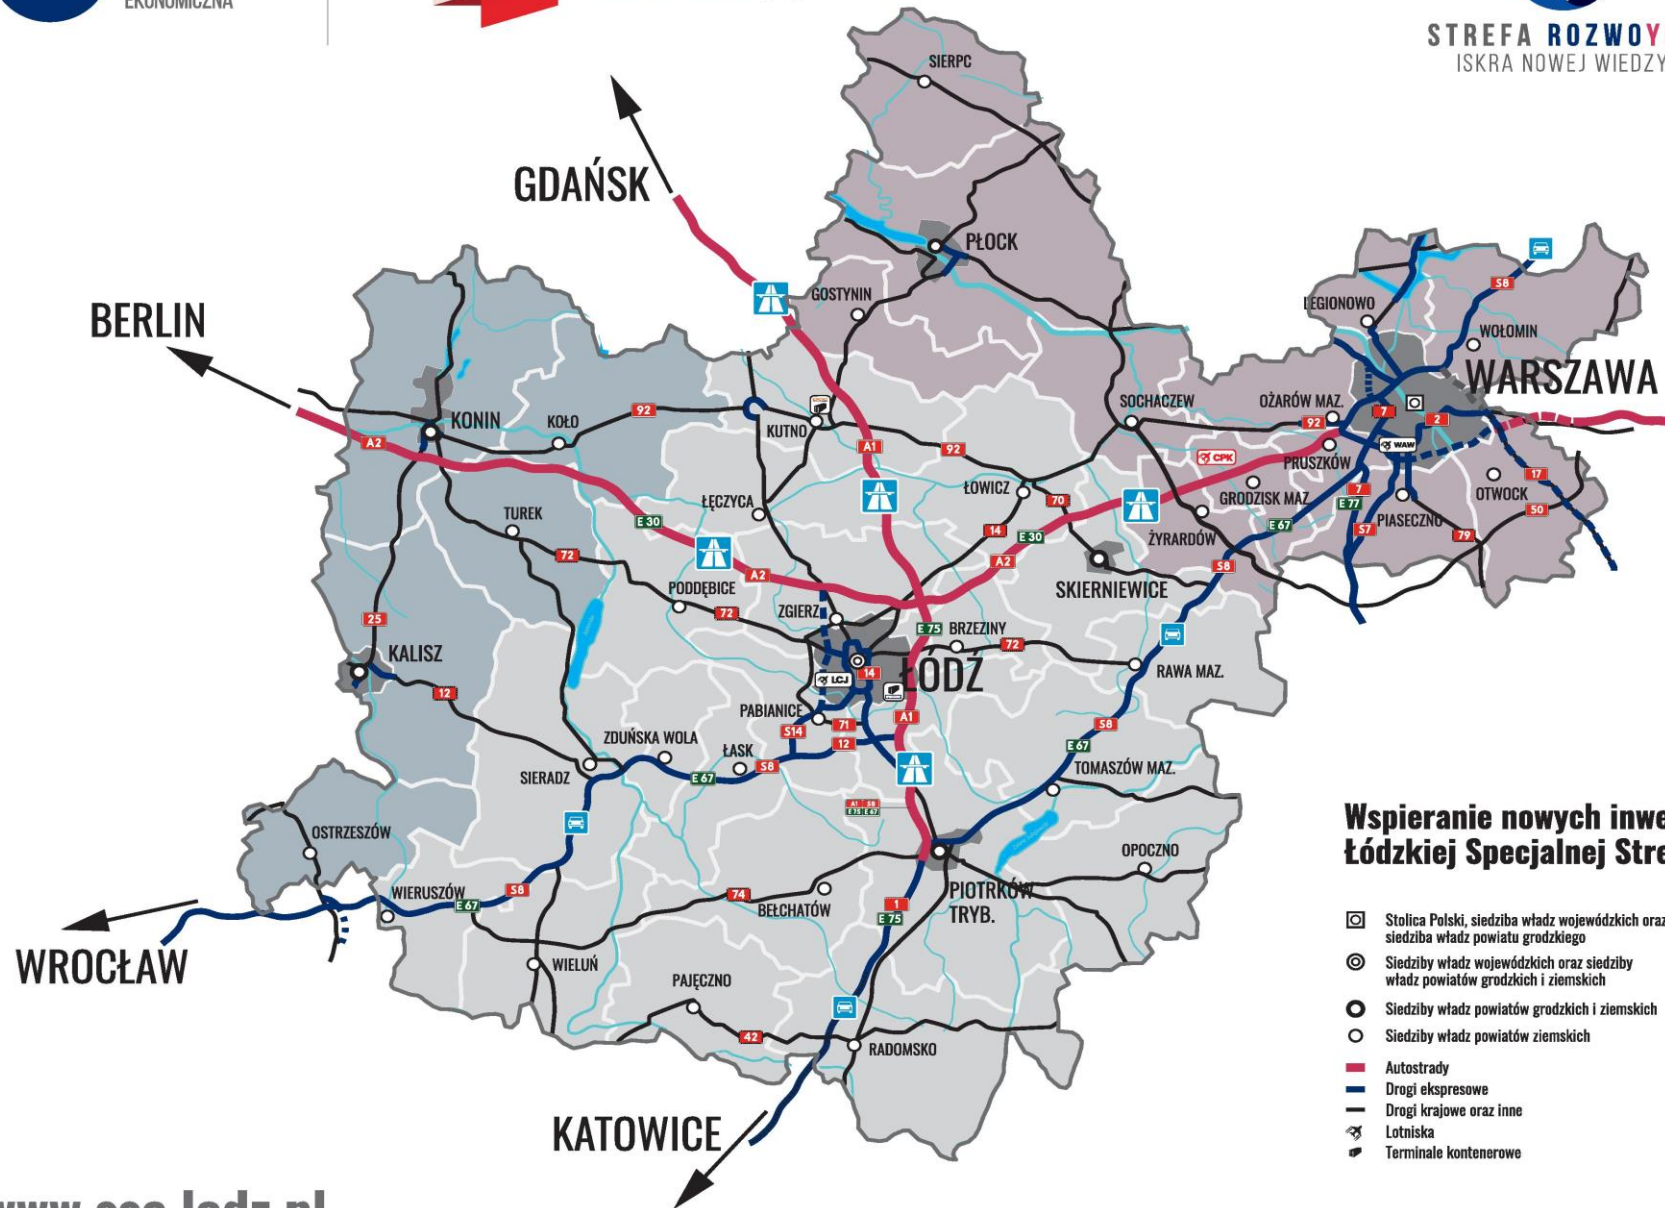 EKONOMICZNA
STREFA ROZWOY
ISKRA NOWEJ WIEDZY
SIERPC
GDAŃSK
PŁOCK
GOSTYNIN
LEGIONOWO
S8
WOŁOMIN
BERLIN
WARSZAWA
KONIN
KOŁO
92
KUTNO
A1
92
SOCHACZEW
OŻARÓW MAZ.
92
7
2
WAW
A2
CPK
PRUSZKÓW
ŁOWICZ
70
GRODZISK MAZ.
7
17
OTWOCK
ŁĘCZYCA
TUREK
E 30
14
E 30
ŻYRARDÓW
E 67
E 77
S7
PIASECZNO
50
79
72
A2
A2
S8
PODDĘBICE
72
ZGIERZ
SKIERNIEWICE
25
E 75
BRZEZINY
72
KALISZ
ŁÓDŹ
14
LCJ
RAWA MAZ.
12
PABIANICE
71
A1
S14
12
S8
ZDUŃSKA WOLA
ŁASK
SIERADZ
E 67
S8
E 67
TOMASZÓW MAZ.
A1 S8
E 75 E 67
OSTRZESZÓW
OPOCZNO
WIERUSZÓW
E 67
S8
74
BEŁCHATÓW
1
E 75
PIOTRKÓW
TRYB.
WROCŁAW
WIELUŃ
PAJĘCZNO
42
RADOMSKO
KATOWICE
Wspieranie nowych inwe
Łódzkiej Specjalnej Stre
Stolica Polski, siedziba władz wojewódzkich oraz
siedziba władz powiatu grodzkiego
Siedziby władz wojewódzkich oraz siedziby
władz powiatów grodzkich i ziemskich
Siedziby władz powiatów grodzkich i ziemskich
Siedziby władz powiatów ziemskich
Autostrady
Drogi ekspresowe
Drogi krajowe oraz inne
Lotniska
Terminale kontenerowe